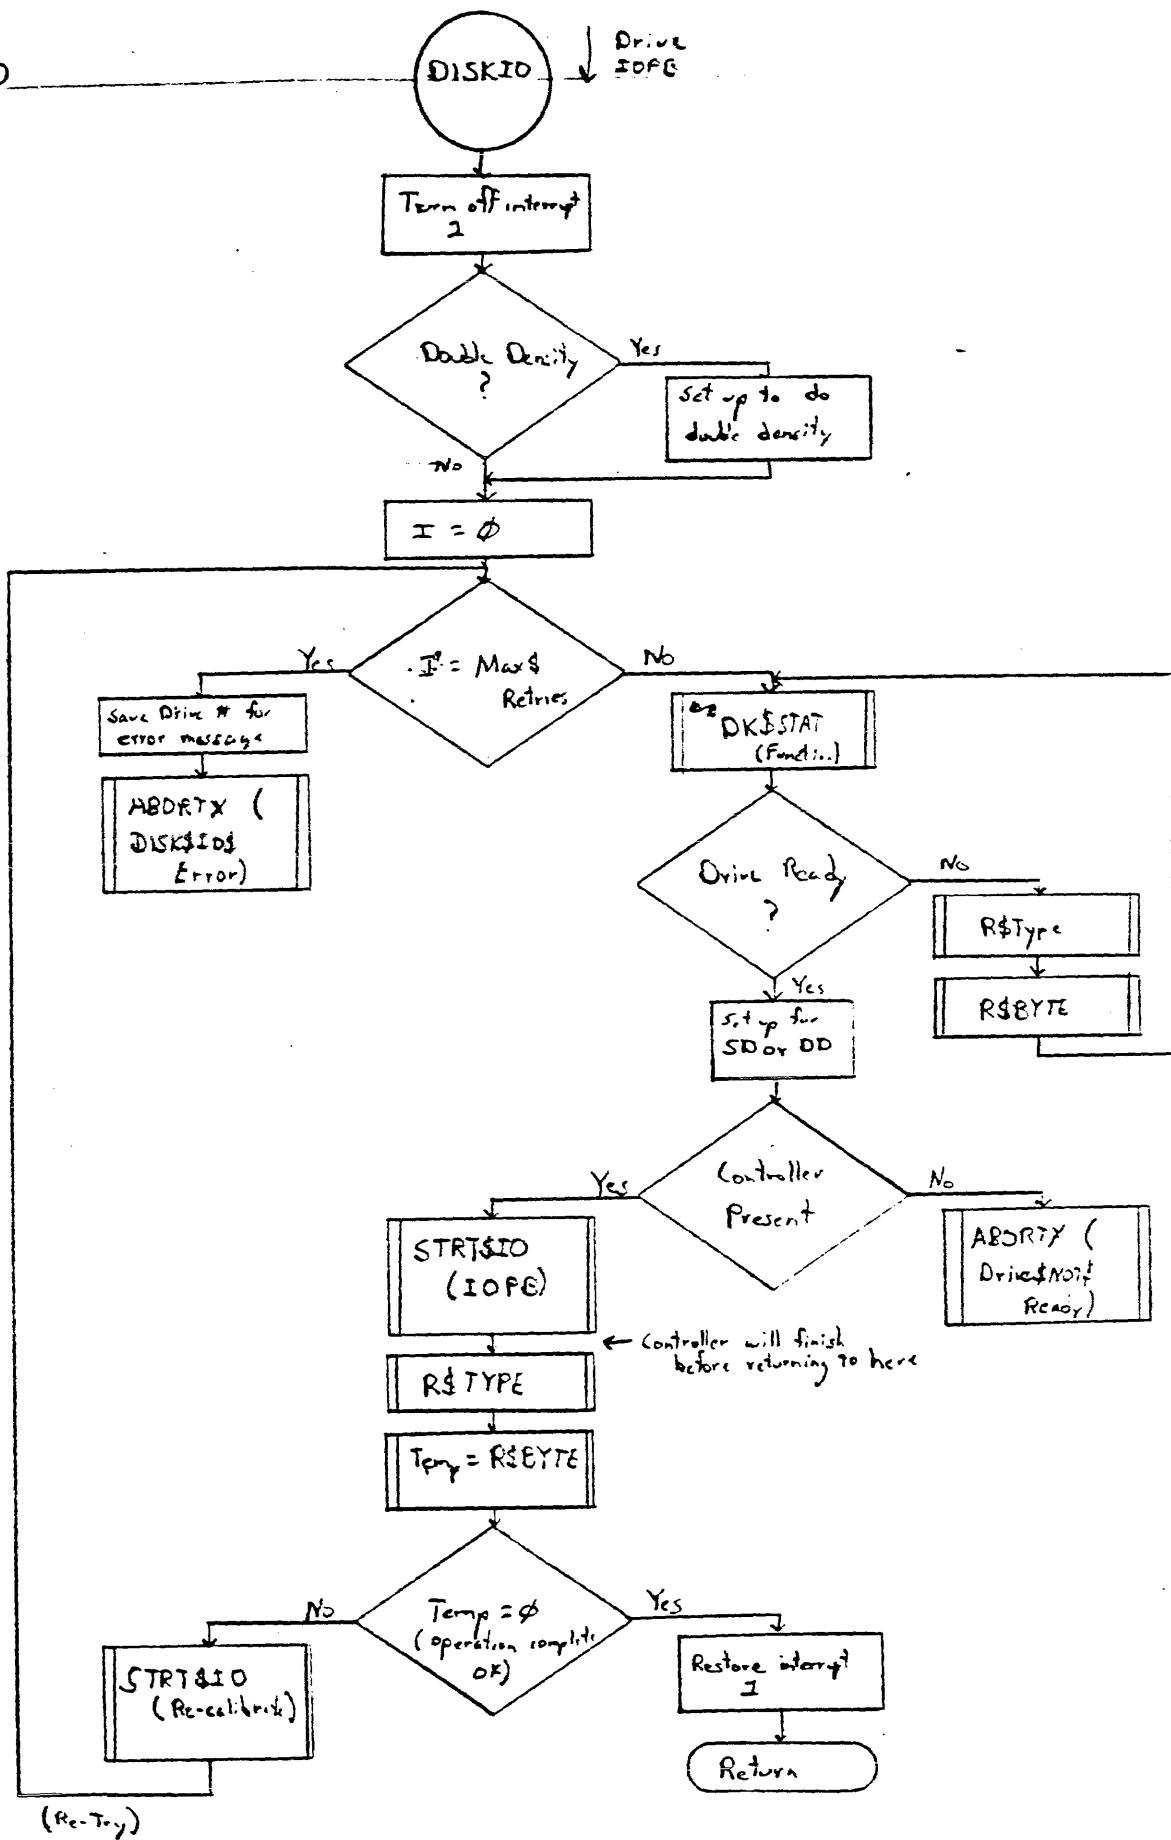 DISKIO
Drive
IOPB
Turn off interrupt
1
Double Density
?
Yes
Set up to do
double density
No
I = Ø
I = Max$
Retries
Yes
No
Save Drive # for
error message
ABORTX (
DISK$IO$
Error)
DK$STAT
(Function)
Drive Ready
?
No
R$Type
R$BYTE
Yes
Set up for
SD or DD
Controller
Present
Yes
No
STRT$IO
(IOPB)
ABORTX (
Drive$NOT$
Ready)
← Controller will finish
before returning to here
R$TYPE
Temp = R$BYTE
Temp = Ø
(operation complete
OK)
No
Yes
STRT$IO
(Re-calibrate)
Restore interrupt
1
Return
(Re-Try)